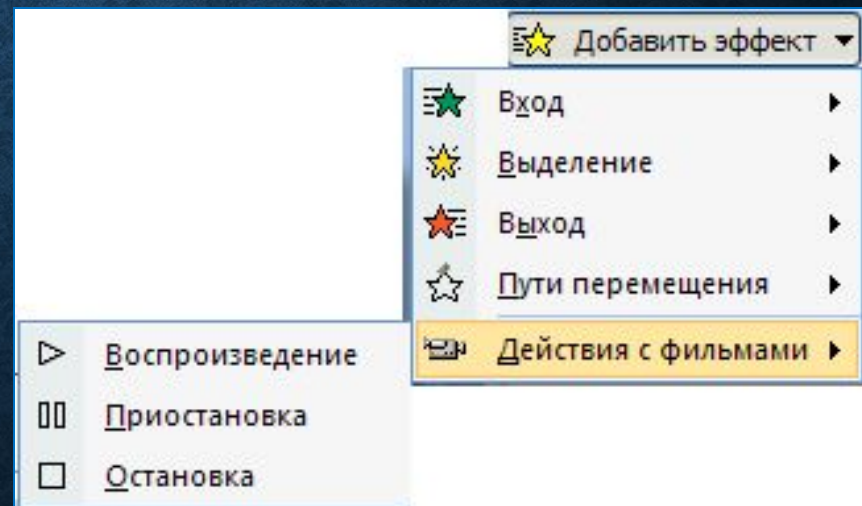 Добавить эффект
Вход
Выделение
Выход
Пути перемещения
Действия с фильмами
Воспроизведение
Приостановка
Остановка